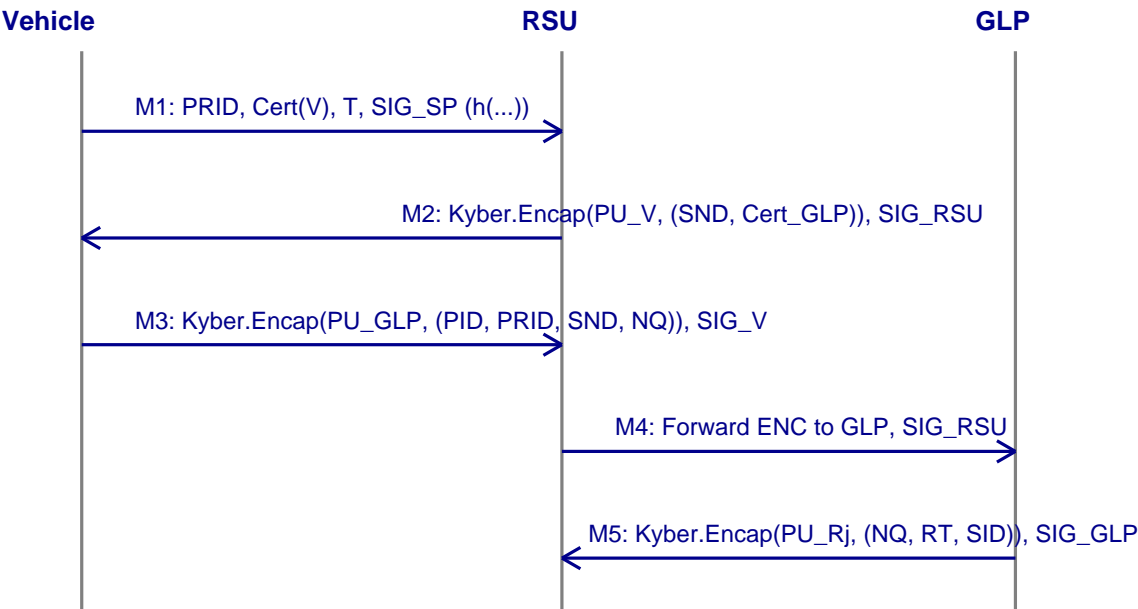 Vehicle
RSU
GLP
M1: PRID, Cert(V), T, SIG_SP (h(...))
M2: Kyber.Encap(PU_V, (SND, Cert_GLP)), SIG_RSU
M3: Kyber.Encap(PU_GLP, (PID, PRID, SND, NQ)), SIG_V
M4: Forward ENC to GLP, SIG_RSU
M5: Kyber.Encap(PU_Rj, (NQ, RT, SID)), SIG_GLP